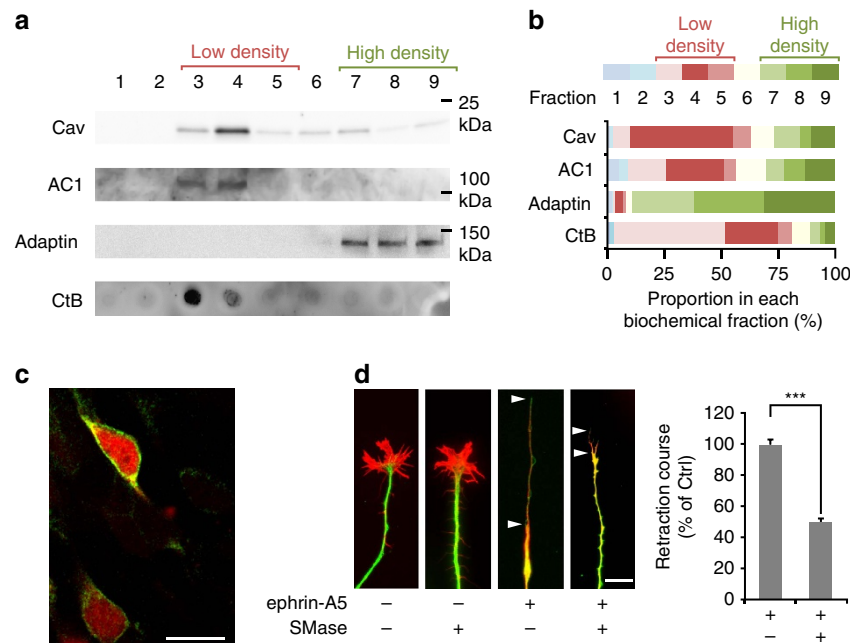 a
Low density
High density
1 2 3 4 5 6 7 8 9
25
kDa
Cav
AC1
100
kDa
Adaptin
150
kDa
CtB
b
Low
density
High
density
Fraction 1 2 3 4 5 6 7 8 9
Cav
AC1
Adaptin
CtB
0 25 50 75 100
Proportion in each
biochemical fraction (%)
c
d
ephrin-A5 – – + +
SMase – + – +
Retraction course
(% of Ctrl)
120
100
80
60
40
20
0
***
+ +
– +